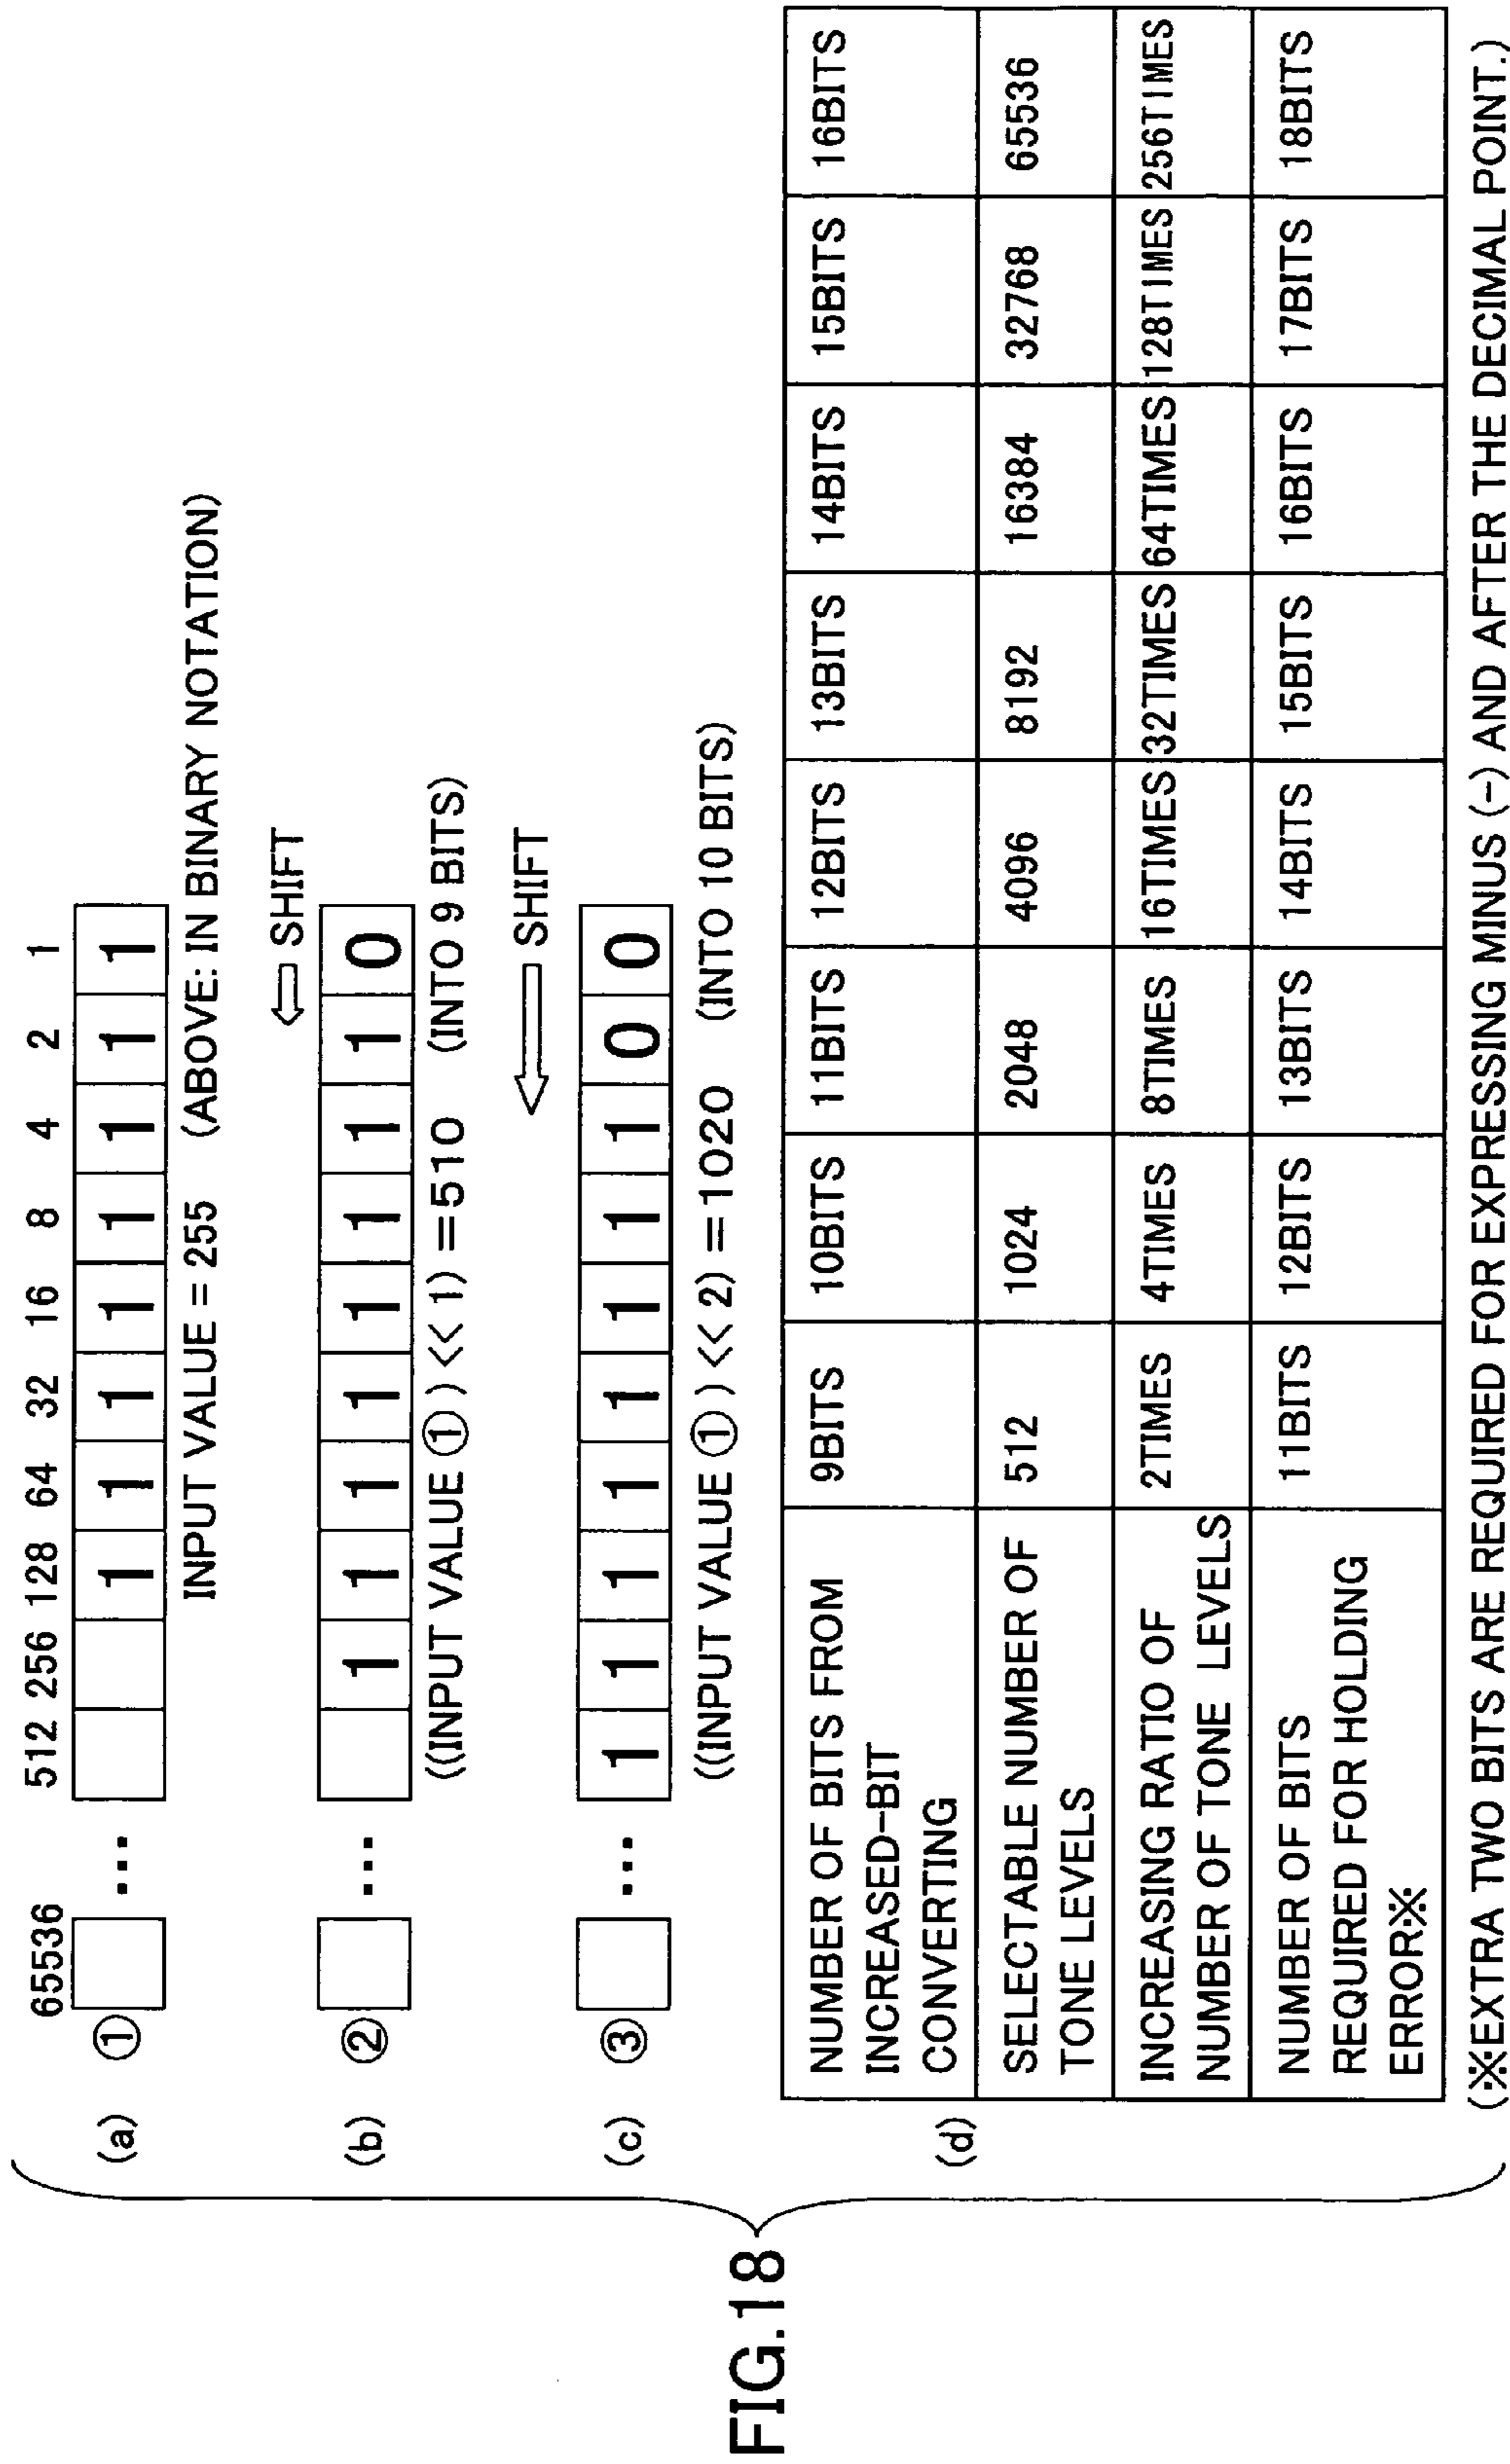 FIG.18
65536 ... 512 256 128 64 32 16 8 4 2 1
(a) ① ... 1 1 1 1 1 1 1 1
INPUT VALUE = 255 (ABOVE: IN BINARY NOTATION)
⇦ SHIFT
(b) ② ... 1 1 1 1 1 1 1 1 0
((INPUT VALUE ①) << 1) = 510 (INTO 9 BITS)
⇦ SHIFT
(c) ③ ... 1 1 1 1 1 1 1 1 0 0
((INPUT VALUE ①) << 2) = 1020 (INTO 10 BITS)
(d)
NUMBER OF BITS FROM
INCREASED-BIT
CONVERTING
9BITS 10BITS 11BITS 12BITS 13BITS 14BITS 15BITS 16BITS
SELECTABLE NUMBER OF
TONE LEVELS
512 1024 2048 4096 8192 16384 32768 65536
INCREASING RATIO OF
NUMBER OF TONE LEVELS
2TIMES 4TIMES 8TIMES 16TIMES 32TIMES 64TIMES 128TIMES 256TIMES
NUMBER OF BITS
REQUIRED FOR HOLDING
ERROR※
11BITS 12BITS 13BITS 14BITS 15BITS 16BITS 17BITS 18BITS
(※EXTRA TWO BITS ARE REQUIRED FOR EXPRESSING MINUS (-) AND AFTER THE DECIMAL POINT.)